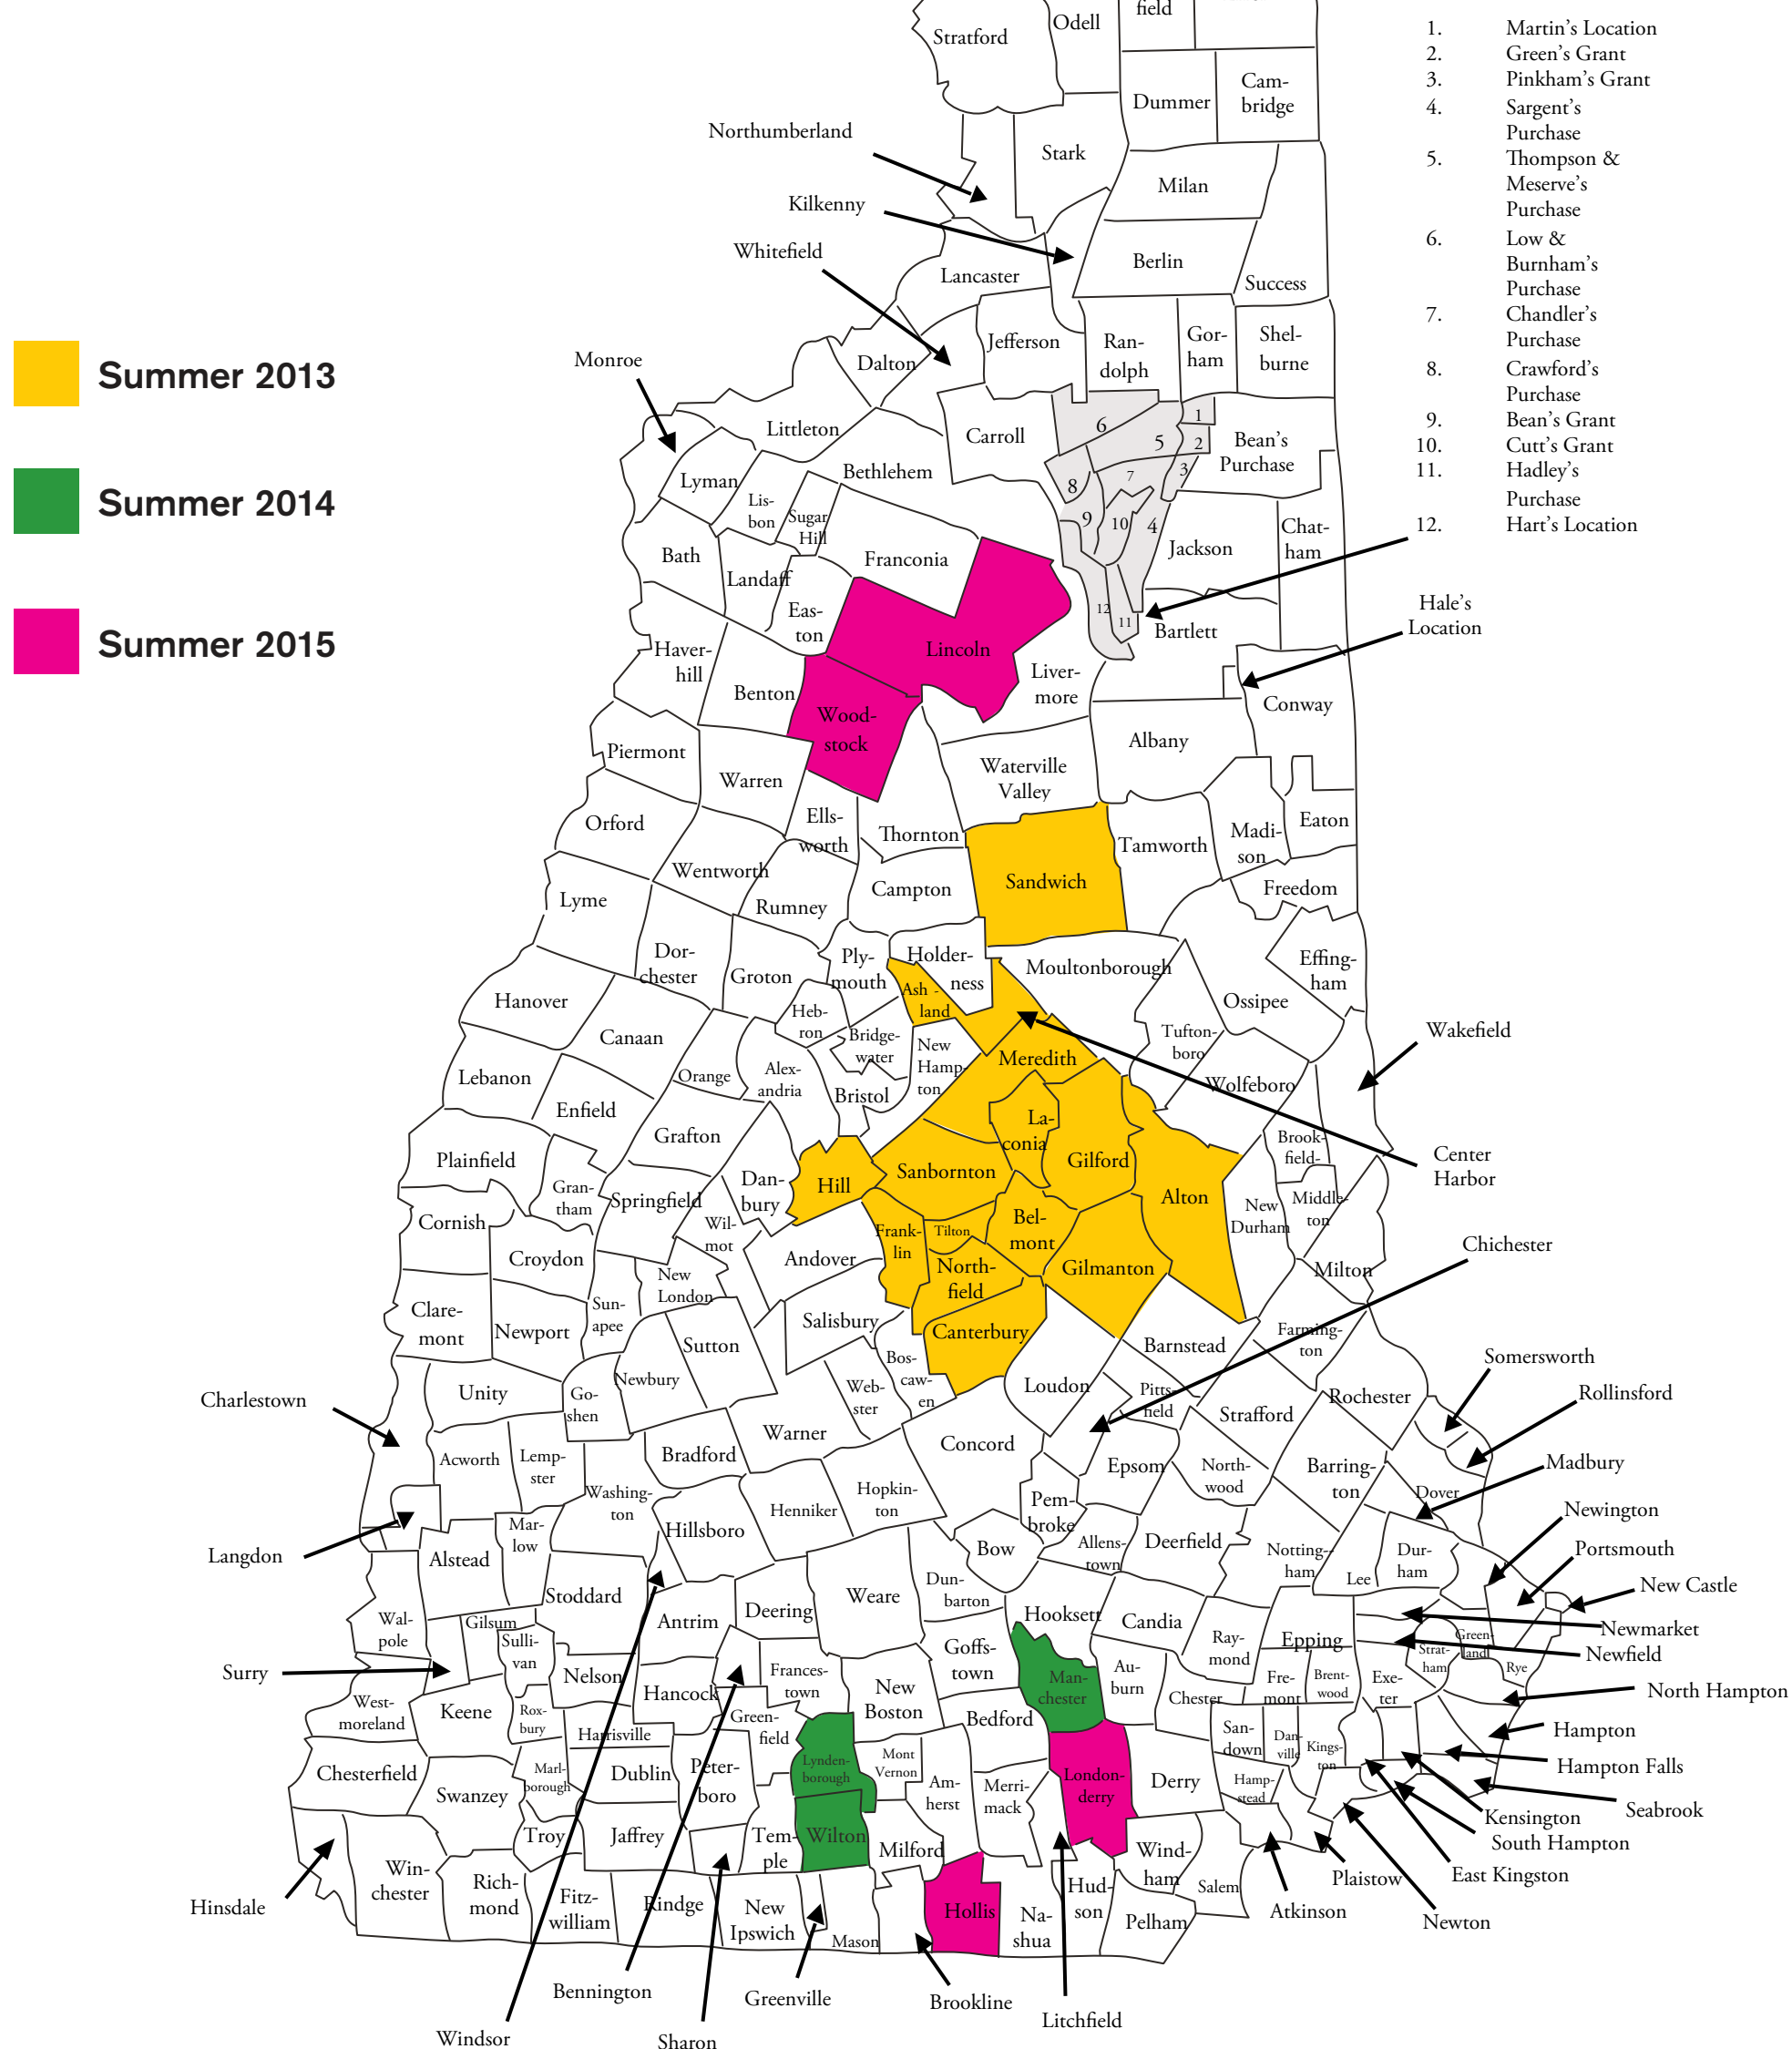 field
Odell
Stratford
Cam-
bridge
Dummer
Northumberland
Stark
Milan
Kilkenny
Whitefield
Berlin
Lancaster
Success
Jefferson
Ran-
dolph
Gor-
ham
Shel-
burne
Monroe
Dalton
Littleton
Carroll
6
1
5
2
Bean's
Purchase
Bethlehem
Lyman
8
7
3
Lis-
bon
Sugar
Hill
9
10
4
Jackson
Chat-
ham
Bath
Franconia
Landaff
Eas-
ton
12
11
Bartlett
Haver-
hill
Lincoln
Liver-
more
Benton
Wood-
stock
Conway
Albany
Piermont
Warren
Waterville
Valley
Orford
Ells-
worth
Thornton
Tamworth
Madi-
son
Eaton
Wentworth
Sandwich
Campton
Freedom
Lyme
Rumney
Dor-
chester
Groton
Ply-
mouth
Holder-
ness
Moultonborough
Effing-
ham
Ash -
land
Hanover
Heb-
ron
Ossipee
Canaan
Bridge-
water
New
Hamp-
ton
Meredith
Tufton-
boro
Lebanon
Orange
Alex-
andria
Bristol
Wolfeboro
Enfield
La-
conia
Grafton
Brook-
field-
Plainfield
Hill
Sanbornton
Gilford
Dan-
bury
Gran-
tham
Springfield
Alton
New
Durham
Middle-
ton
Cornish
Wil-
mot
Frank-
lin
Tilton
Bel-
mont
Croydon
Andover
North-
field
Gilmanton
Milton
New
London
Clare-
mont
Newport
Sun-
apee
Salisbury
Canterbury
Barnstead
Farming-
ton
Sutton
Newbury
Bos-
caw-
en
Loudon
Unity
Go-
shen
Web-
ster
Pitts-
field
Strafford
Rochester
Warner
Concord
Bradford
Acworth
Lemp-
ster
Epsom
North-
wood
Barring-
ton
Washing-
ton
Henniker
Hopkin-
ton
Pem-
broke
Dover
Mar-
low
Hillsboro
Alstead
Bow
Allens-
town
Deerfield
Notting-
ham
Dur-
ham
Lee
Stoddard
Weare
Dun-
barton
Wal-
pole
Gilsum
Antrim
Deering
Hooksett
Candia
Sulli-
van
Goffs-
town
Ray-
mond
Epping
Green-
land
Strat-
ham
Rye
Nelson
Frances-
town
Hancock
New
Boston
Man-
chester
Au-
burn
Chester
Fre-
mont
Brent-
wood
Exe-
ter
West-
moreland
Keene
Rox-
bury
Harrisville
Green-
field
Bedford
San-
down
Dan-
ville
Kings-
ton
Chesterfield
Marl-
borough
Dublin
Peter-
boro
Lynden-
borough
Mont
Vernon
Am-
herst
Merri-
mack
London-
derry
Derry
Hamp-
stead
Swanzey
Troy
Jaffrey
Tem-
ple
Wilton
Milford
Wind-
ham
Win-
chester
Rich-
mond
Fitz-
william
Rindge
New
Ipswich
Mason
Hollis
Na-
shua
Hud-
son
Pelham
Salem
Summer 2013
Summer 2014
Summer 2015
1. Martin's Location
2. Green's Grant
3. Pinkham's Grant
4. Sargent's
Purchase
5. Thompson &
Meserve's
Purchase
6. Low &
Burnham's
Purchase
7. Chandler's
Purchase
8. Crawford's
Purchase
9. Bean's Grant
10. Cutt's Grant
11. Hadley's
Purchase
12. Hart's Location
Hale's
Location
Wakefield
Center
Harbor
Chichester
Somersworth
Rollinsford
Madbury
Newington
Portsmouth
New Castle
Newmarket
Newfield
North Hampton
Hampton
Hampton Falls
Seabrook
Kensington
South Hampton
East Kingston
Plaistow
Newton
Atkinson
Charlestown
Langdon
Surry
Hinsdale
Windsor
Bennington
Sharon
Greenville
Brookline
Litchfield